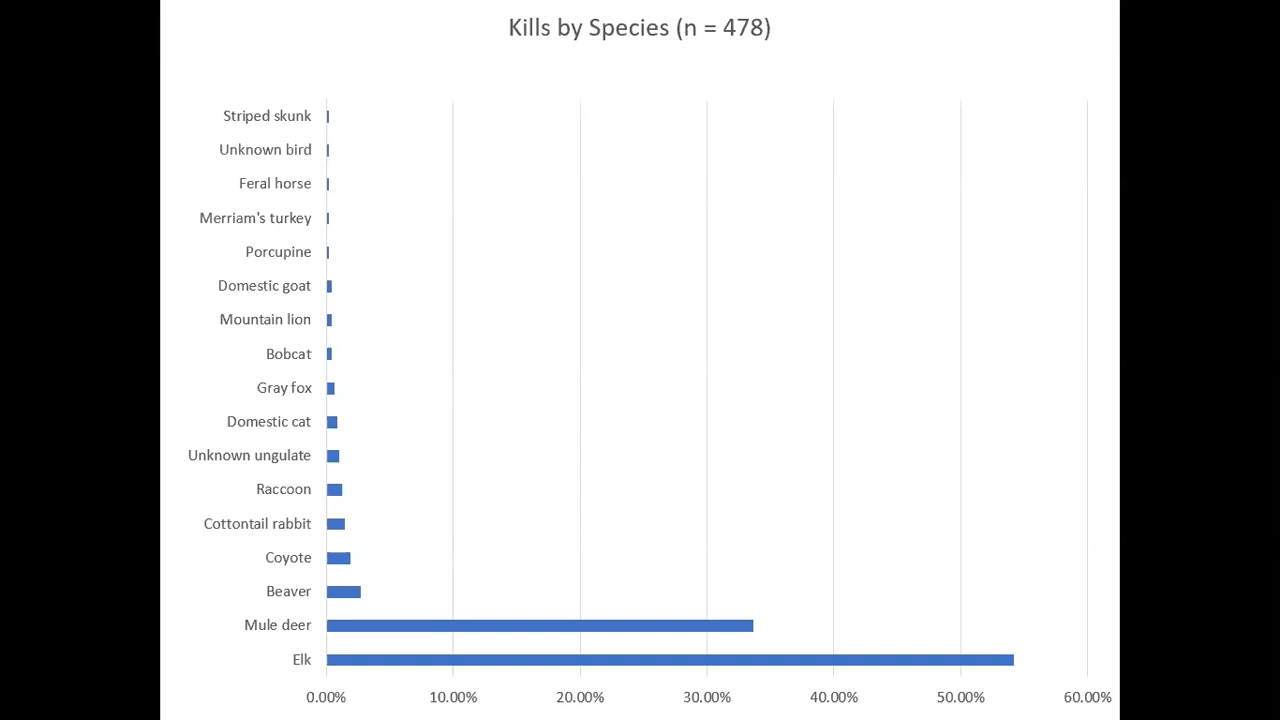 Kills by Species (n = 478)
Striped skunk
Unknown bird
Feral horse
Merriam's turkey
Porcupine
Domestic goat
Mountain lion
Bobcat
Gray fox
Domestic cat
Unknown ungulate
Raccoon
Cottontail rabbit
Coyote
Beaver
Mule deer
Elk
0.00% 10.00% 20.00% 30.00% 40.00% 50.00% 60.00%